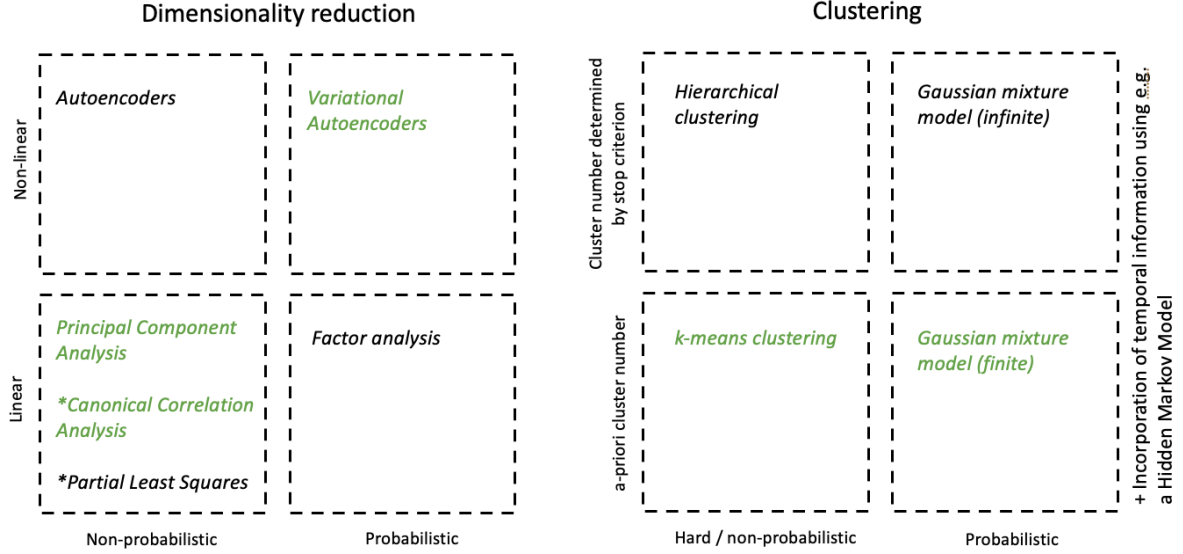 Dimensionality reduction
Non-linear
Autoencoders
Variational
Autoencoders
Linear
Principal Component
Analysis
*Canonical Correlation
Analysis
*Partial Least Squares
Factor analysis
Non-probabilistic
Probabilistic
Clustering
Cluster number determined
by stop criterion
Hierarchical
clustering
Gaussian mixture
model (infinite)
a-priori cluster number
k-means clustering
Gaussian mixture
model (finite)
Hard / non-probabilistic
Probabilistic
+ Incorporation of temporal information using e.g.
a Hidden Markov Model